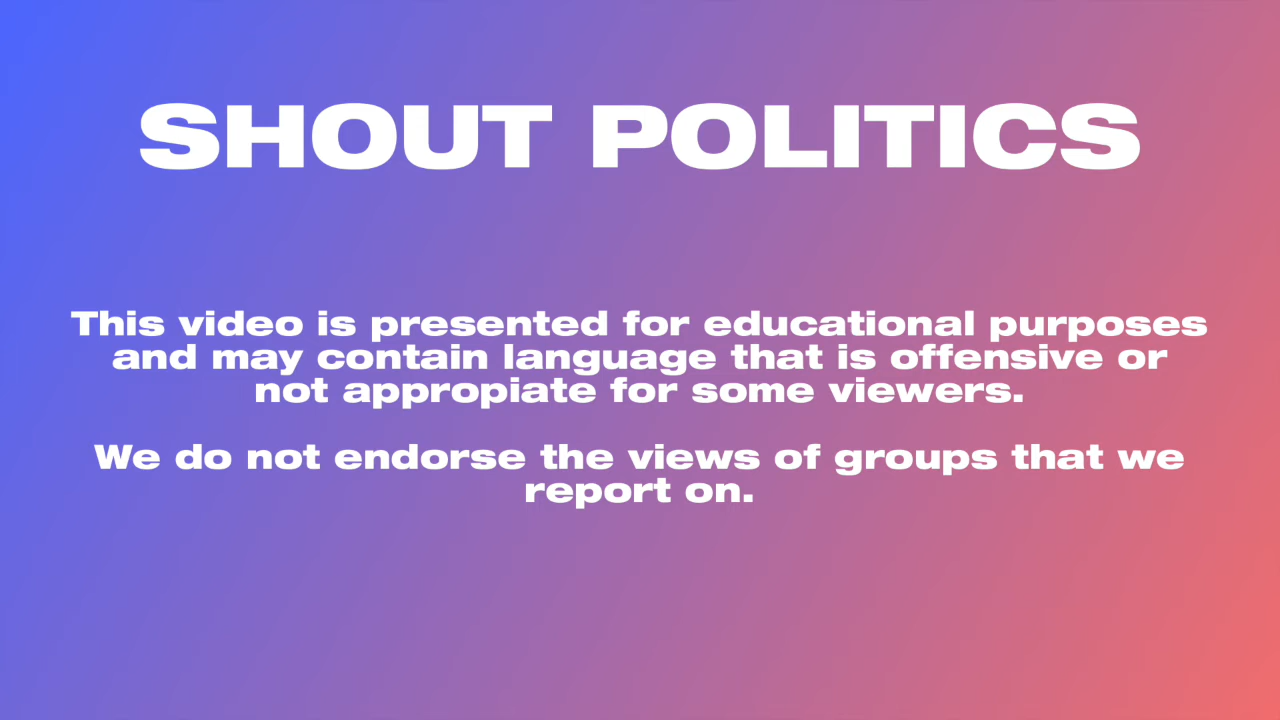 SHOUT POLITICS
This video is presented for educational purposes
and may contain language that is offensive or
not appropiate for some viewers.
We do not endorse the views of groups that we
report on.